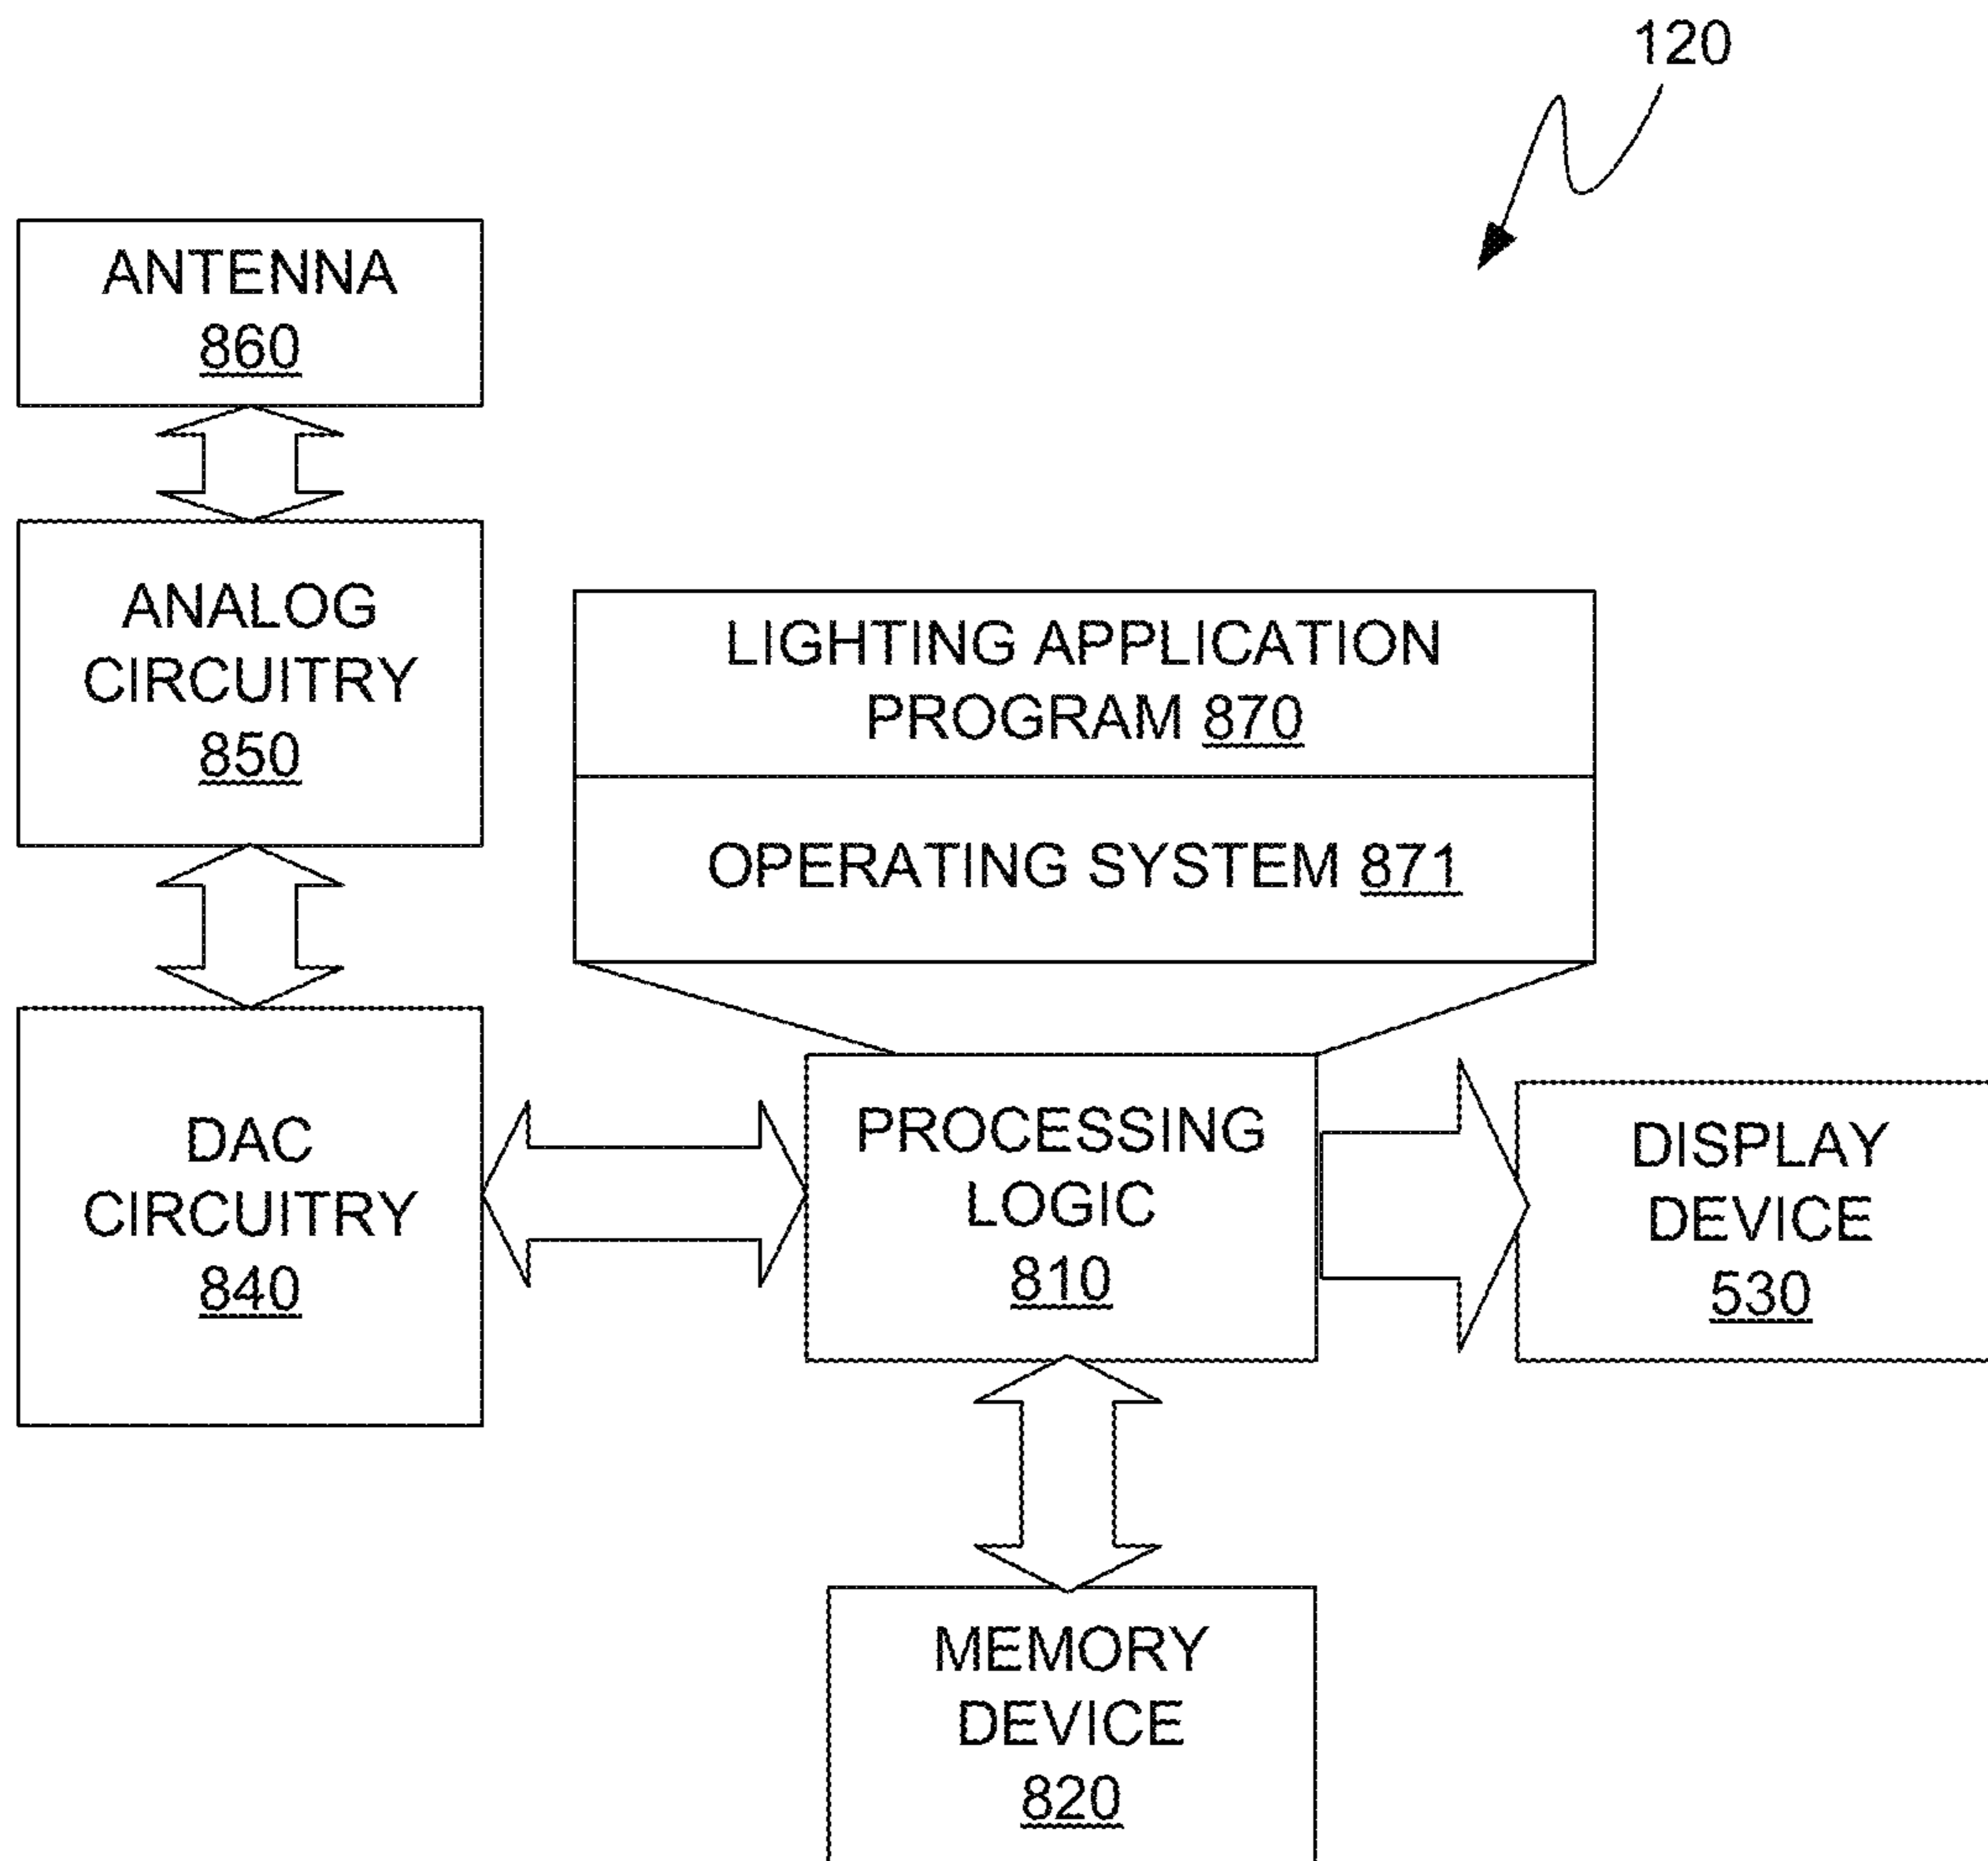 120
ANTENNA
860
ANALOG
CIRCUITRY
850
LIGHTING APPLICATION
PROGRAM 870
OPERATING SYSTEM 871
DAC
CIRCUITRY
840
PROCESSING
LOGIC
810
DISPLAY
DEVICE
530
MEMORY
DEVICE
820